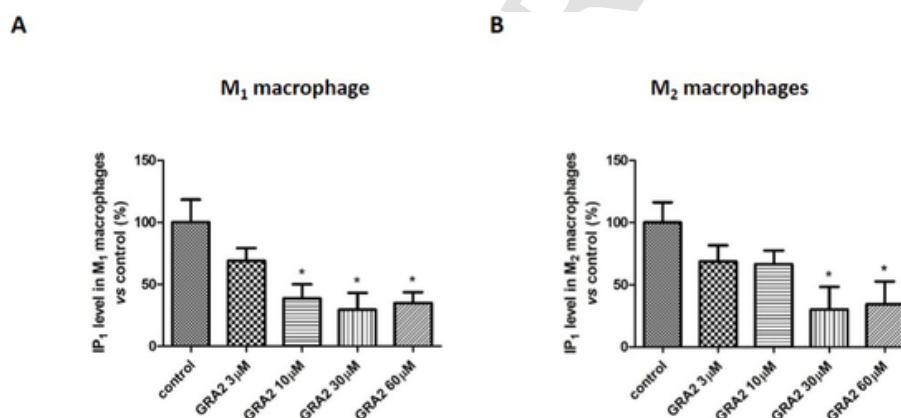 A
B
M₁ macrophage
M₂ macrophages
IP₁ level in M₁ macrophages
vs control (%)
150
100
50
0
*
*
*
control
GRA2 3µM
GRA2 10µM
GRA2 30µM
GRA2 60µM
IP₁ level in M₂ macrophages
vs control (%)
150
100
50
0
*
*
control
GRA2 3µM
GRA2 10µM
GRA2 30µM
GRA2 60µM